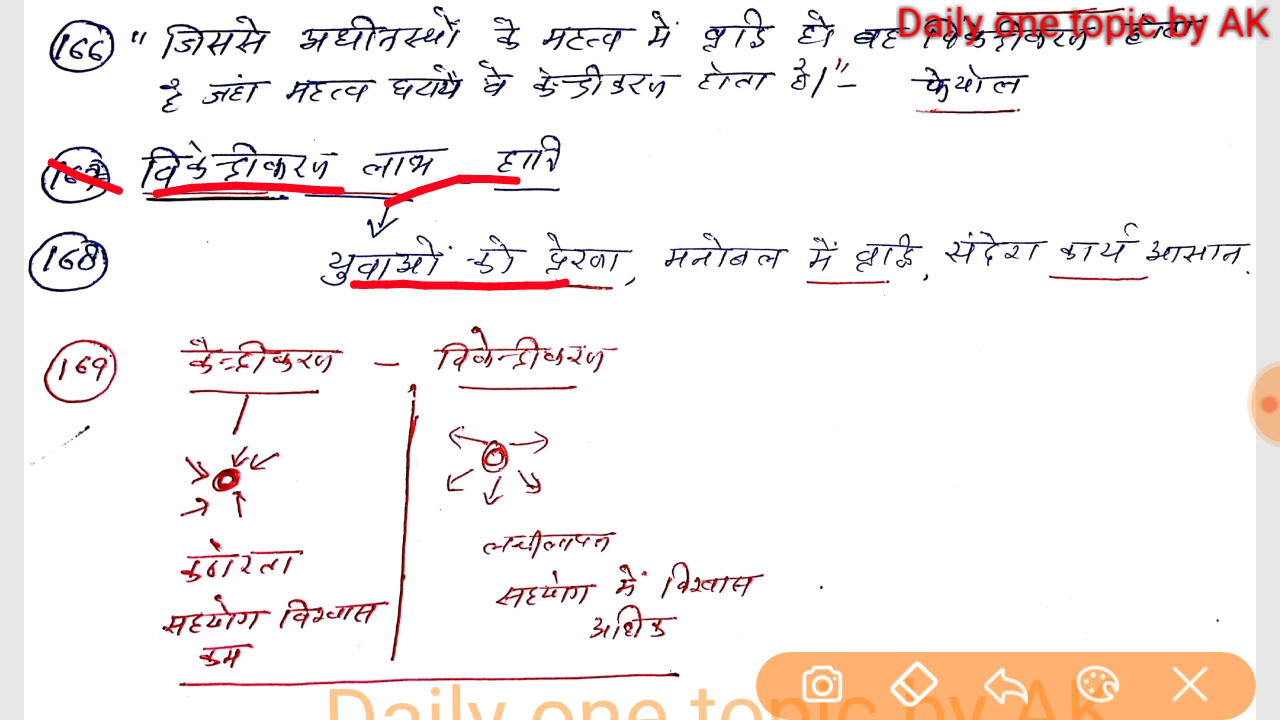 Daily one topic by AK
166 " जिससे अधीनस्थों के महत्व में वृद्धि हो वह विकेन्द्रीकरण होता
है जहां महत्व घटाये वे केन्द्रीकरण होता है।" - फेयोल
167 विकेन्द्रीकरण लाभ हानि
168 युवाओं को प्रेरणा, मनोबल में वृद्धि, संदेश कार्य आसान.
169 केन्द्रीकरण - विकेन्द्रीकरण
कठोरता
सहयोग विश्वास
कम
लचीलापन
सहयोग में विश्वास
अधिक
Daily one topic by AK